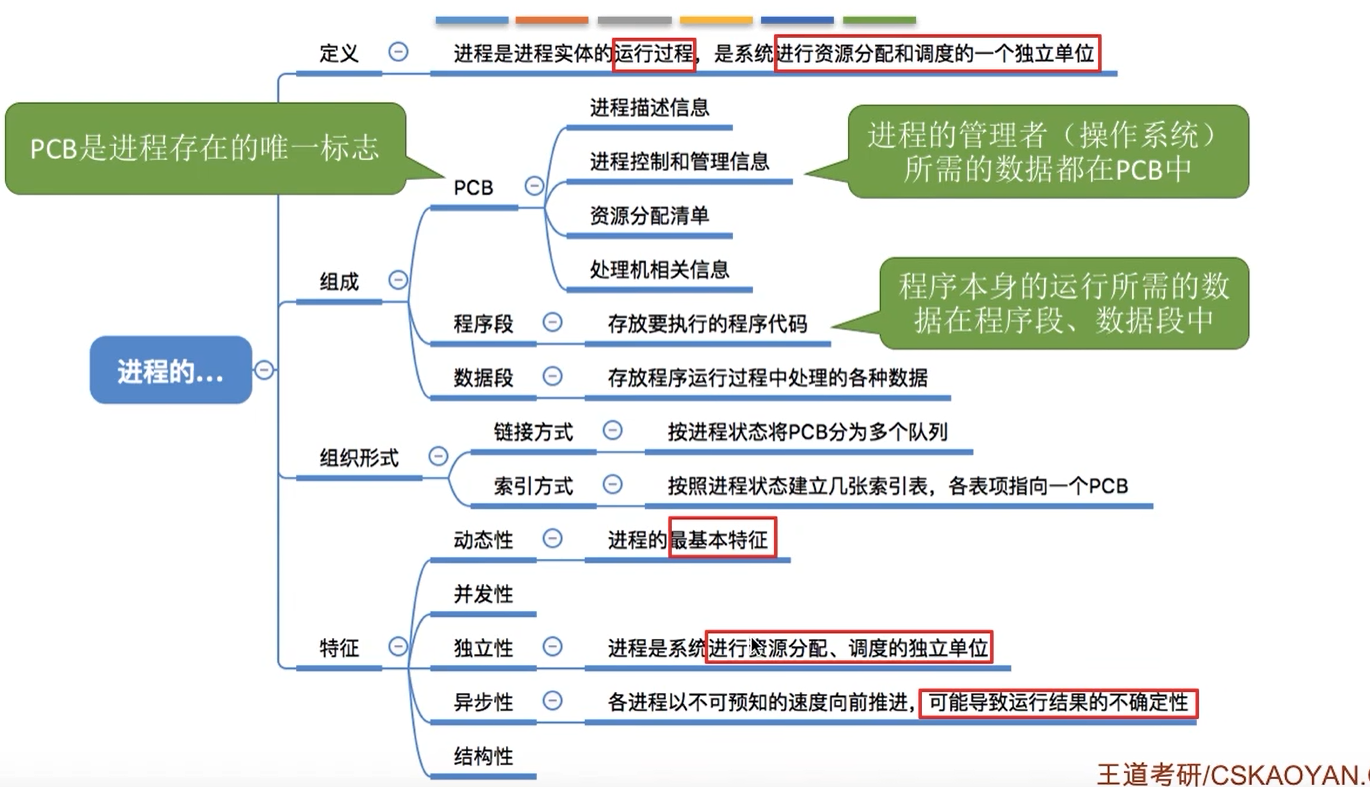 定义
进程是进程实体的运行过程，是系统进行资源分配和调度的一个独立单位
PCB是进程存在的唯一标志
进程描述信息
进程的管理者（操作系统）
所需的数据都在PCB中
PCB
进程控制和管理信息
资源分配清单
处理机相关信息
组成
程序本身的运行所需的数
据在程序段、数据段中
程序段
存放要执行的程序代码
数据段
存放程序运行过程中处理的各种数据
进程的...
组织形式
链接方式
按进程状态将PCB分为多个队列
索引方式
按照进程状态建立几张索引表，各表项指向一个PCB
特征
动态性
进程的最基本特征
并发性
独立性
进程是系统进行资源分配、调度的独立单位
异步性
各进程以不可预知的速度向前推进，可能导致运行结果的不确定性
结构性
王道考研/CSKAOYAN.